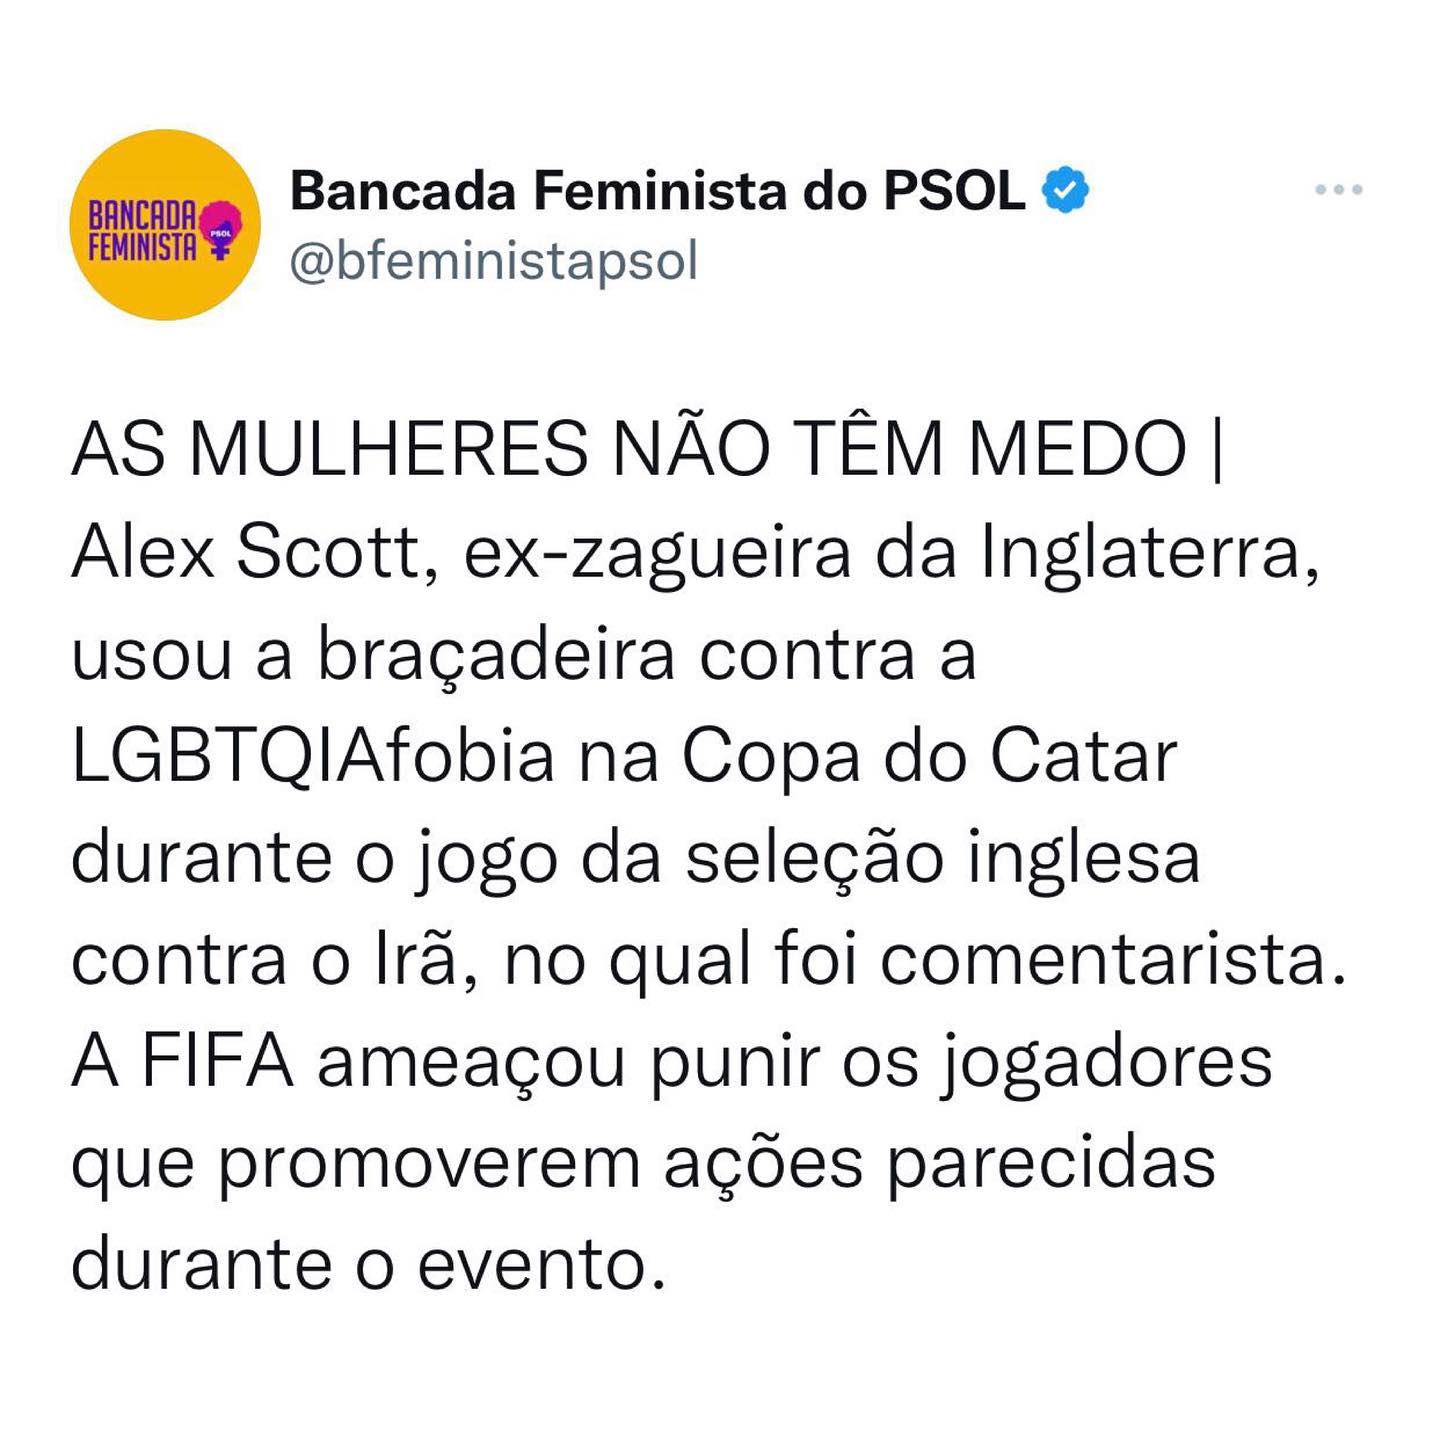 BANCADA
FEMINISTA
PSOL
Bancada Feminista do PSOL
@bfeministapsol
AS MULHERES NÃO TÊM MEDO |
Alex Scott, ex-zagueira da Inglaterra,
usou a braçadeira contra a
LGBTQIAfobia na Copa do Catar
durante o jogo da seleção inglesa
contra o Irã, no qual foi comentarista.
A FIFA ameaçou punir os jogadores
que promoverem ações parecidas
durante o evento.